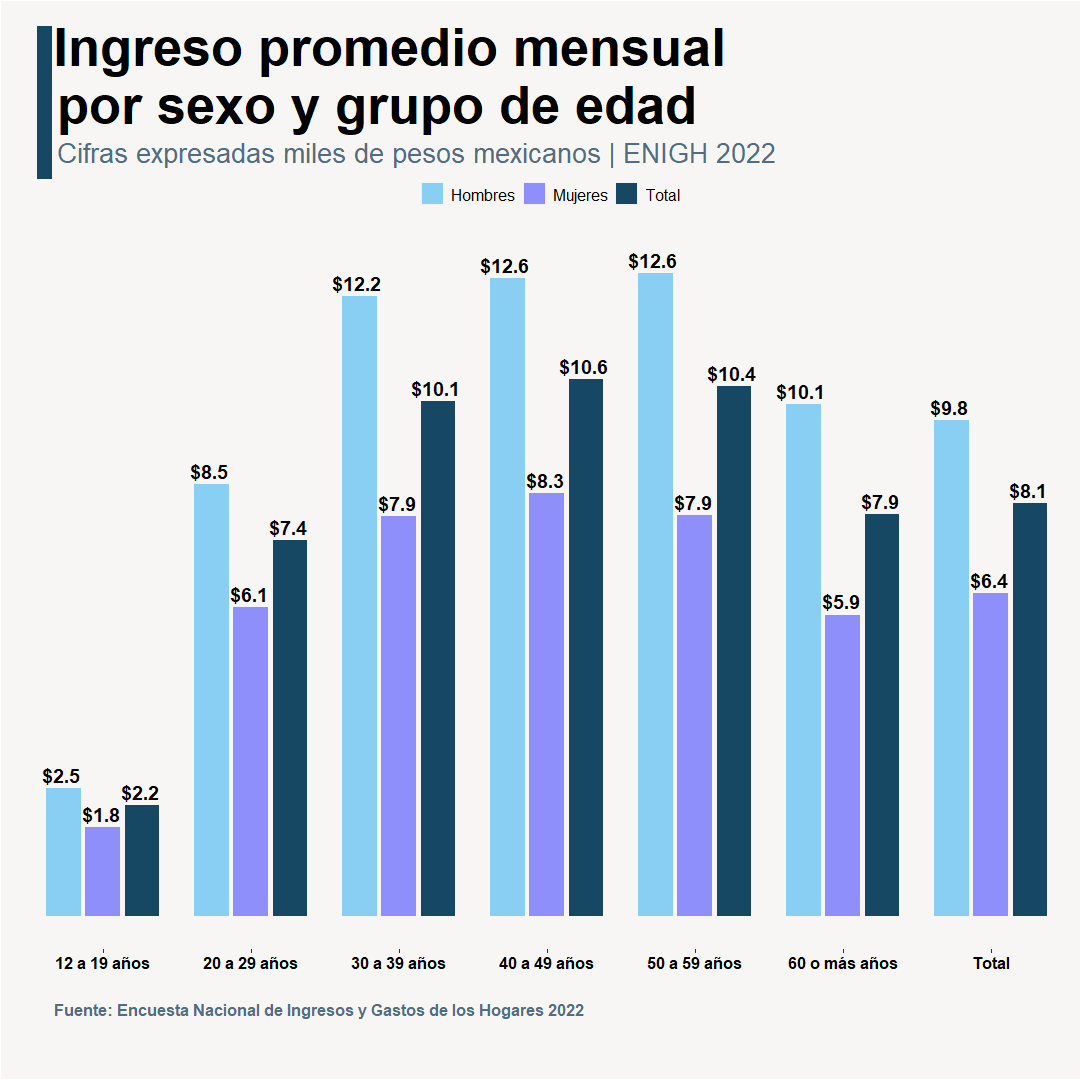 Ingreso promedio mensual
por sexo y grupo de edad
Cifras expresadas miles de pesos mexicanos | ENIGH 2022
Hombres Mujeres Total
$2.5 $1.8 $2.2
$8.5 $6.1 $7.4
$12.2 $7.9 $10.1
$12.6 $8.3 $10.6
$12.6 $7.9 $10.4
$10.1 $5.9 $7.9
$9.8 $6.4 $8.1
12 a 19 años 20 a 29 años 30 a 39 años 40 a 49 años 50 a 59 años 60 o más años Total
Fuente: Encuesta Nacional de Ingresos y Gastos de los Hogares 2022